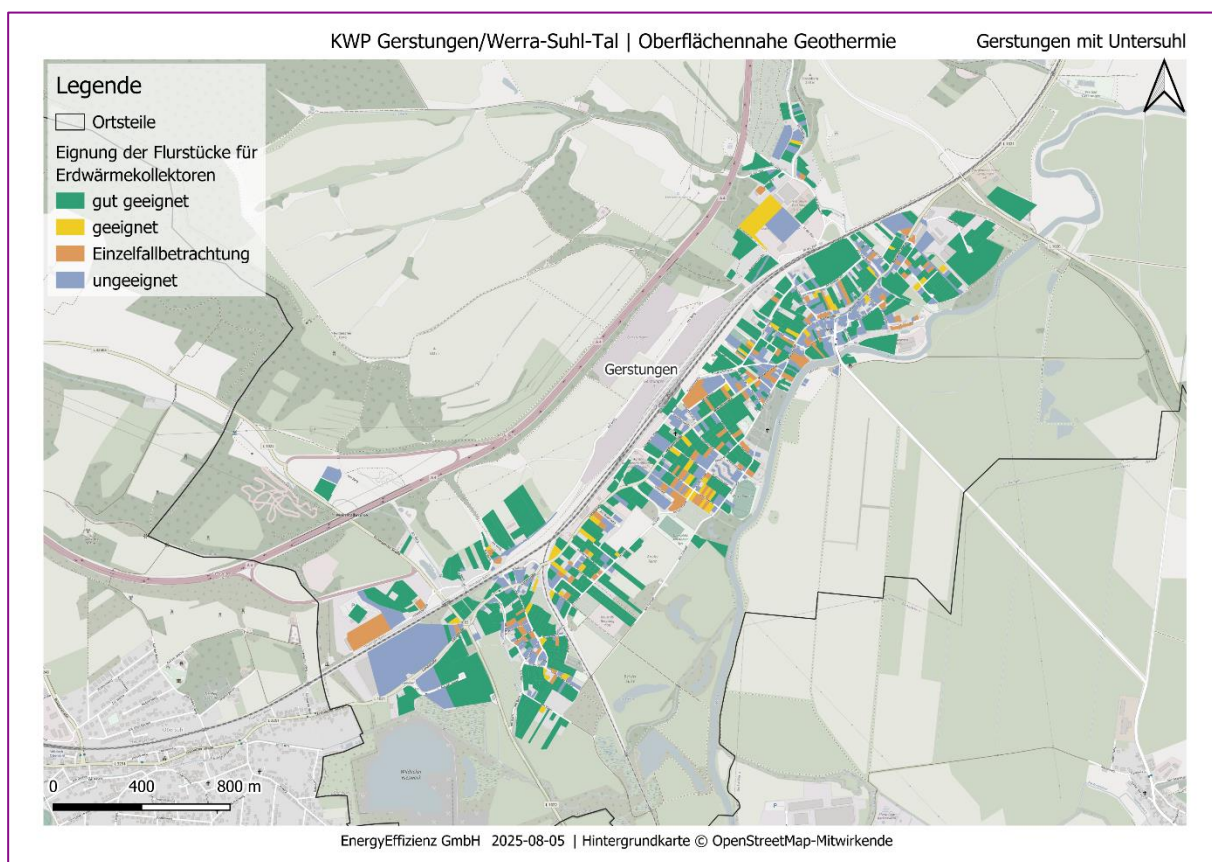 KWP Gerstungen/Werra-Suhl-Tal | Oberflächennahe Geothermie
Gerstungen mit Untersuhl
Legende
Ortsteile
Eignung der Flurstücke für
Erdwärmekollektoren
gut geeignet
geeignet
Einzelfallbetrachtung
ungeeignet
Gerstungen
0 400 800 m
EnergyEffizienz GmbH 2025-08-05 | Hintergrundkarte © OpenStreetMap-Mitwirkende